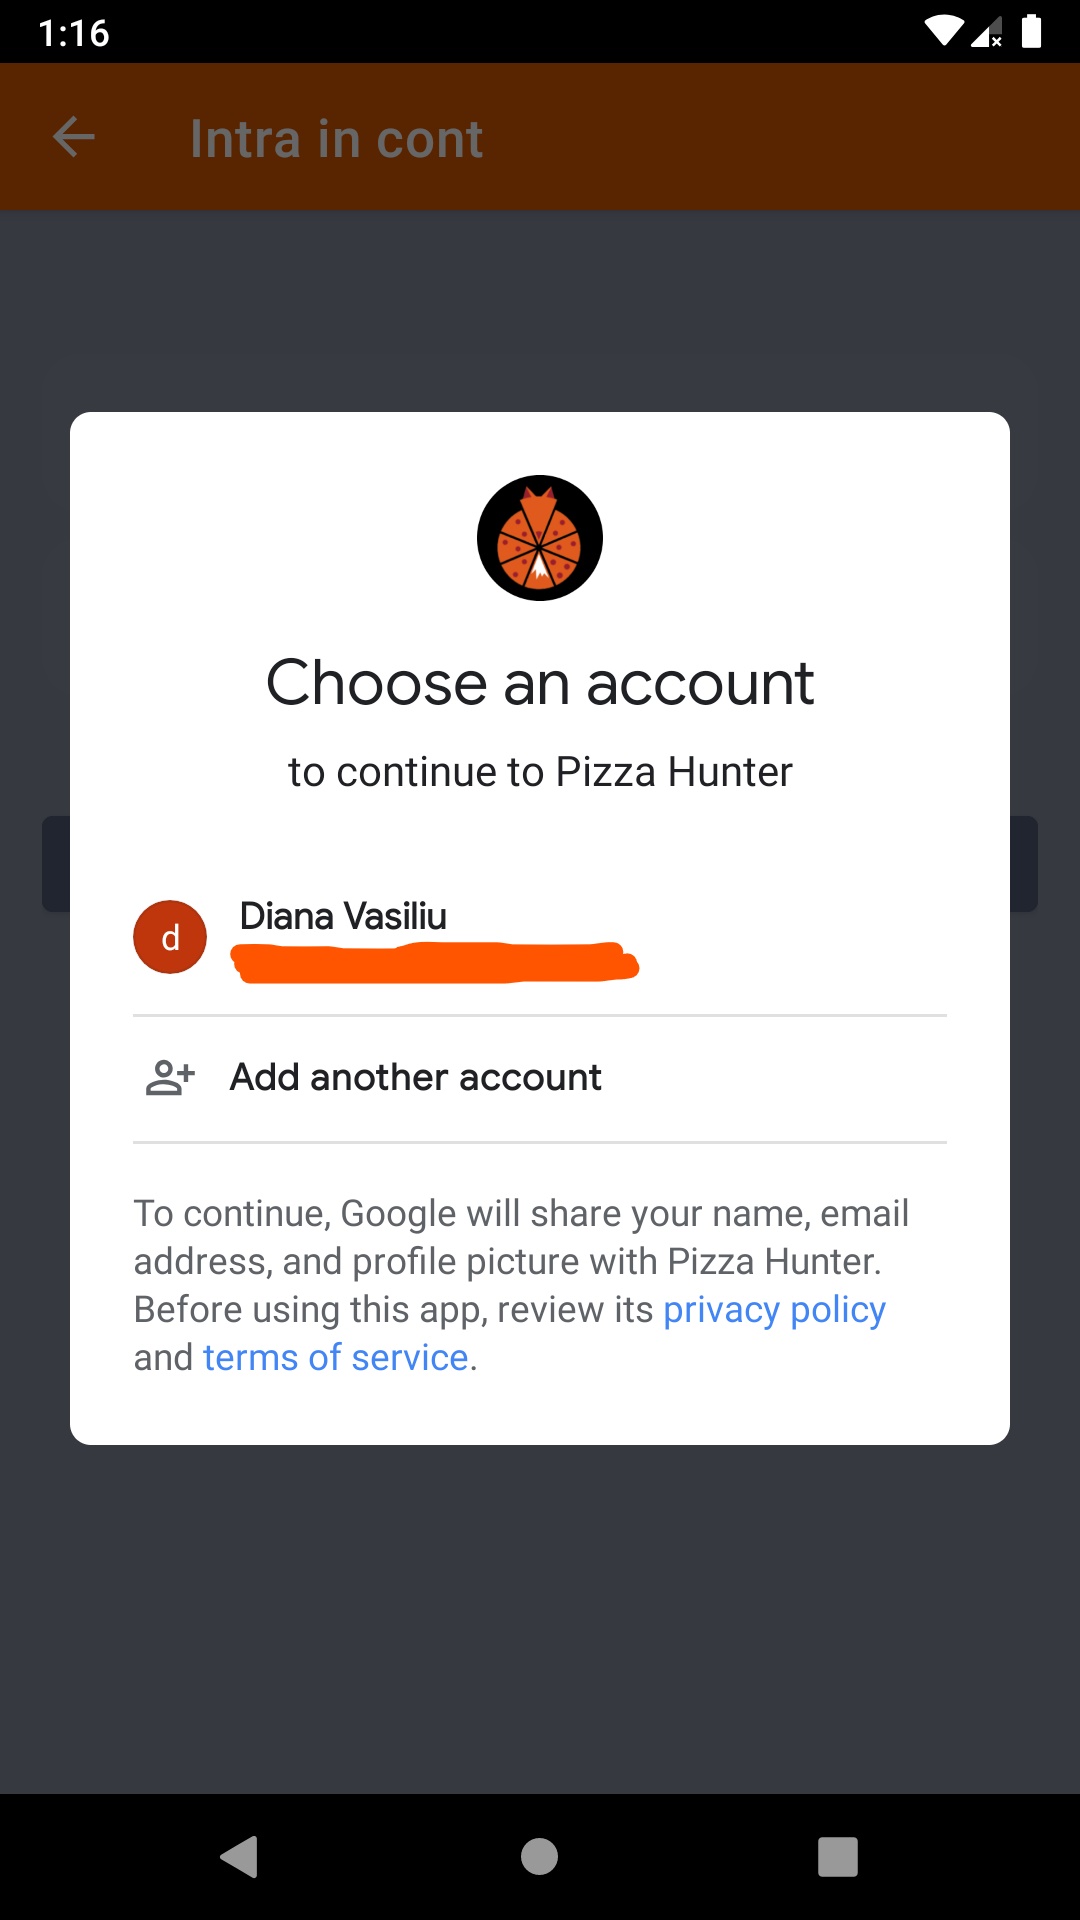 1:16
Intra in cont
Choose an account
to continue to Pizza Hunter
d
Diana Vasiliu
Add another account
To continue, Google will share your name, email
address, and profile picture with Pizza Hunter.
Before using this app, review its privacy policy
and terms of service.